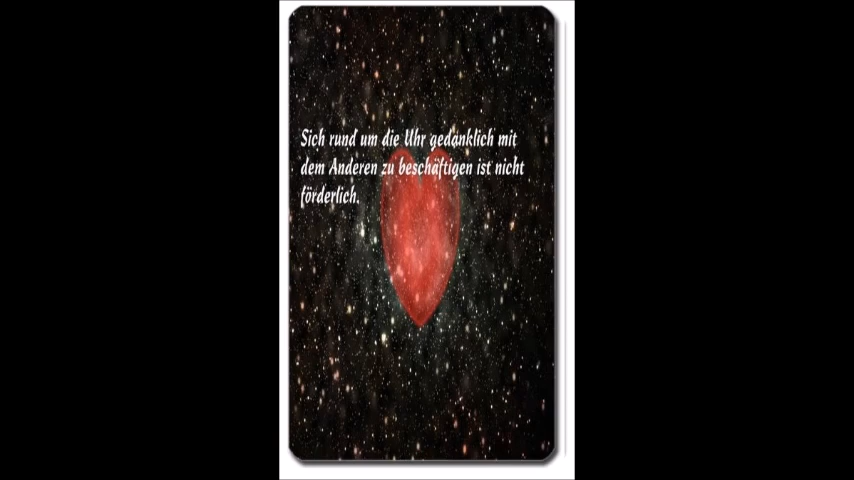 Sich rund um die Uhr gedanklich mit
dem Anderen zu beschäftigen ist nicht
förderlich.